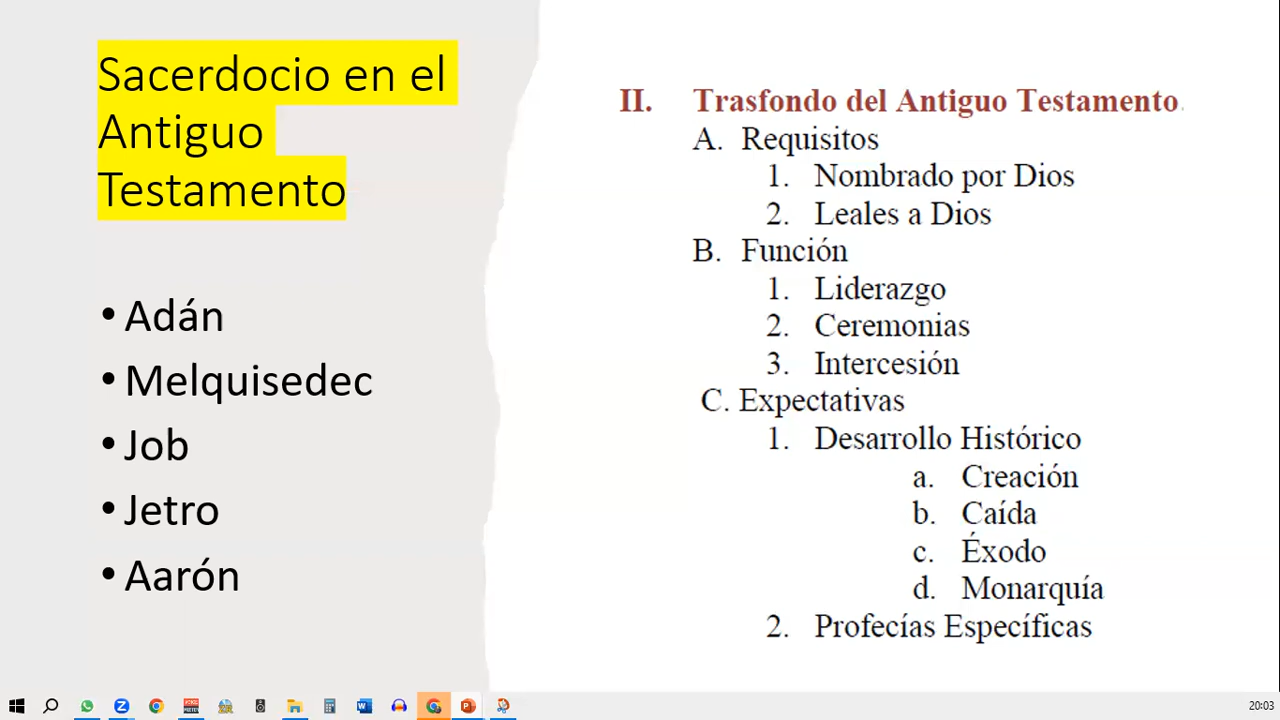 Sacerdocio en el
Antiguo
Testamento
• Adán
• Melquisedec
• Job
• Jetro
• Aarón
II. Trasfondo del Antiguo Testamento.
A. Requisitos
1. Nombrado por Dios
2. Leales a Dios
B. Función
1. Liderazgo
2. Ceremonias
3. Intercesión
C. Expectativas
1. Desarrollo Histórico
a. Creación
b. Caída
c. Éxodo
d. Monarquía
2. Profecías Específicas
20:03